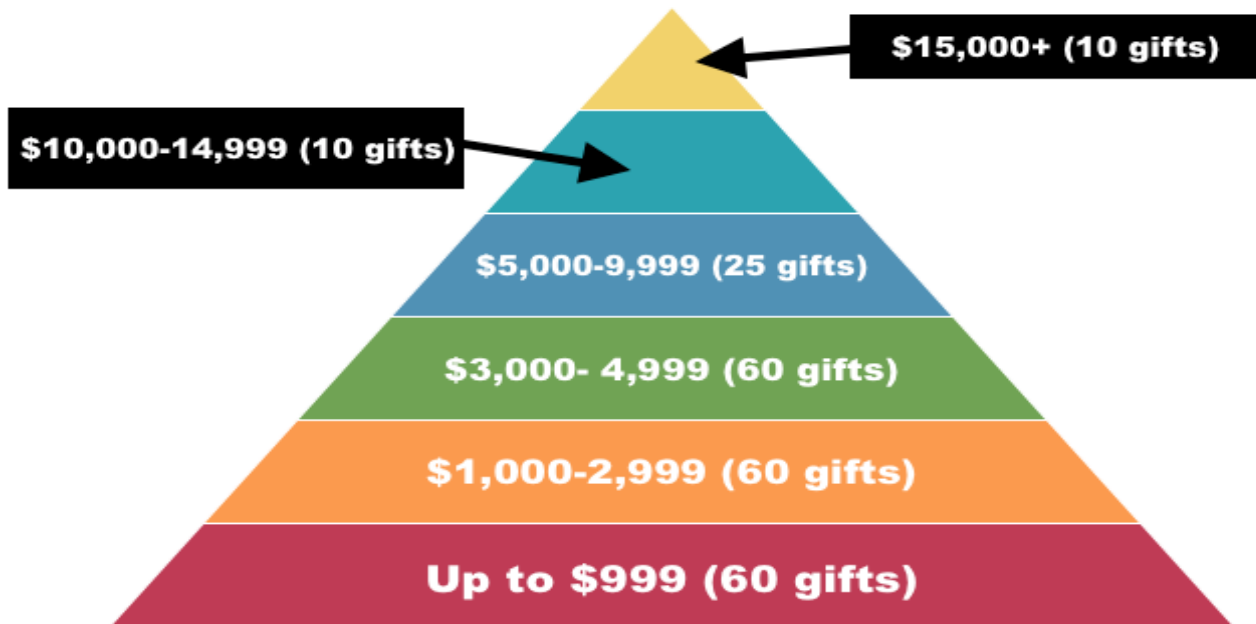 $15,000+ (10 gifts)
$10,000-14,999 (10 gifts)
$5,000-9,999 (25 gifts)
$3,000- 4,999 (60 gifts)
$1,000-2,999 (60 gifts)
Up to $999 (60 gifts)